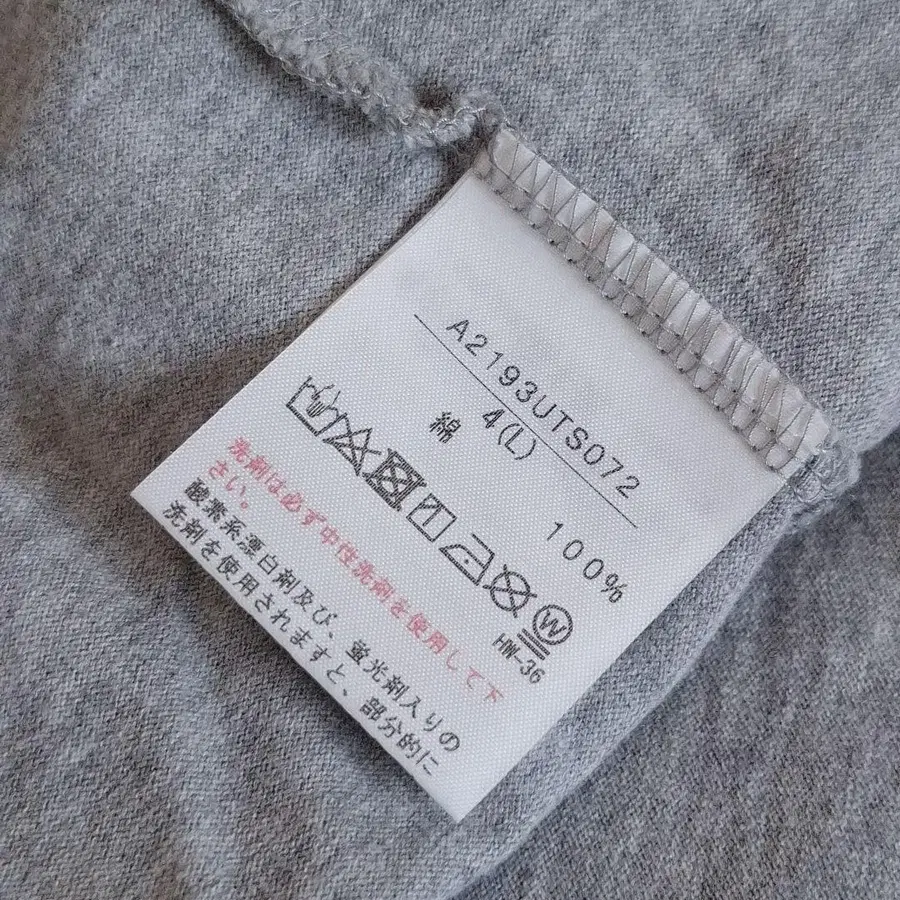 A2193UTS072
4(L)
綿 100%
W
HW-36
洗剤は必ず中性洗剤を使用して下
さい。
酸素系漂白剤及び、蛍光剤入りの
洗剤を使用されますと、部分的に